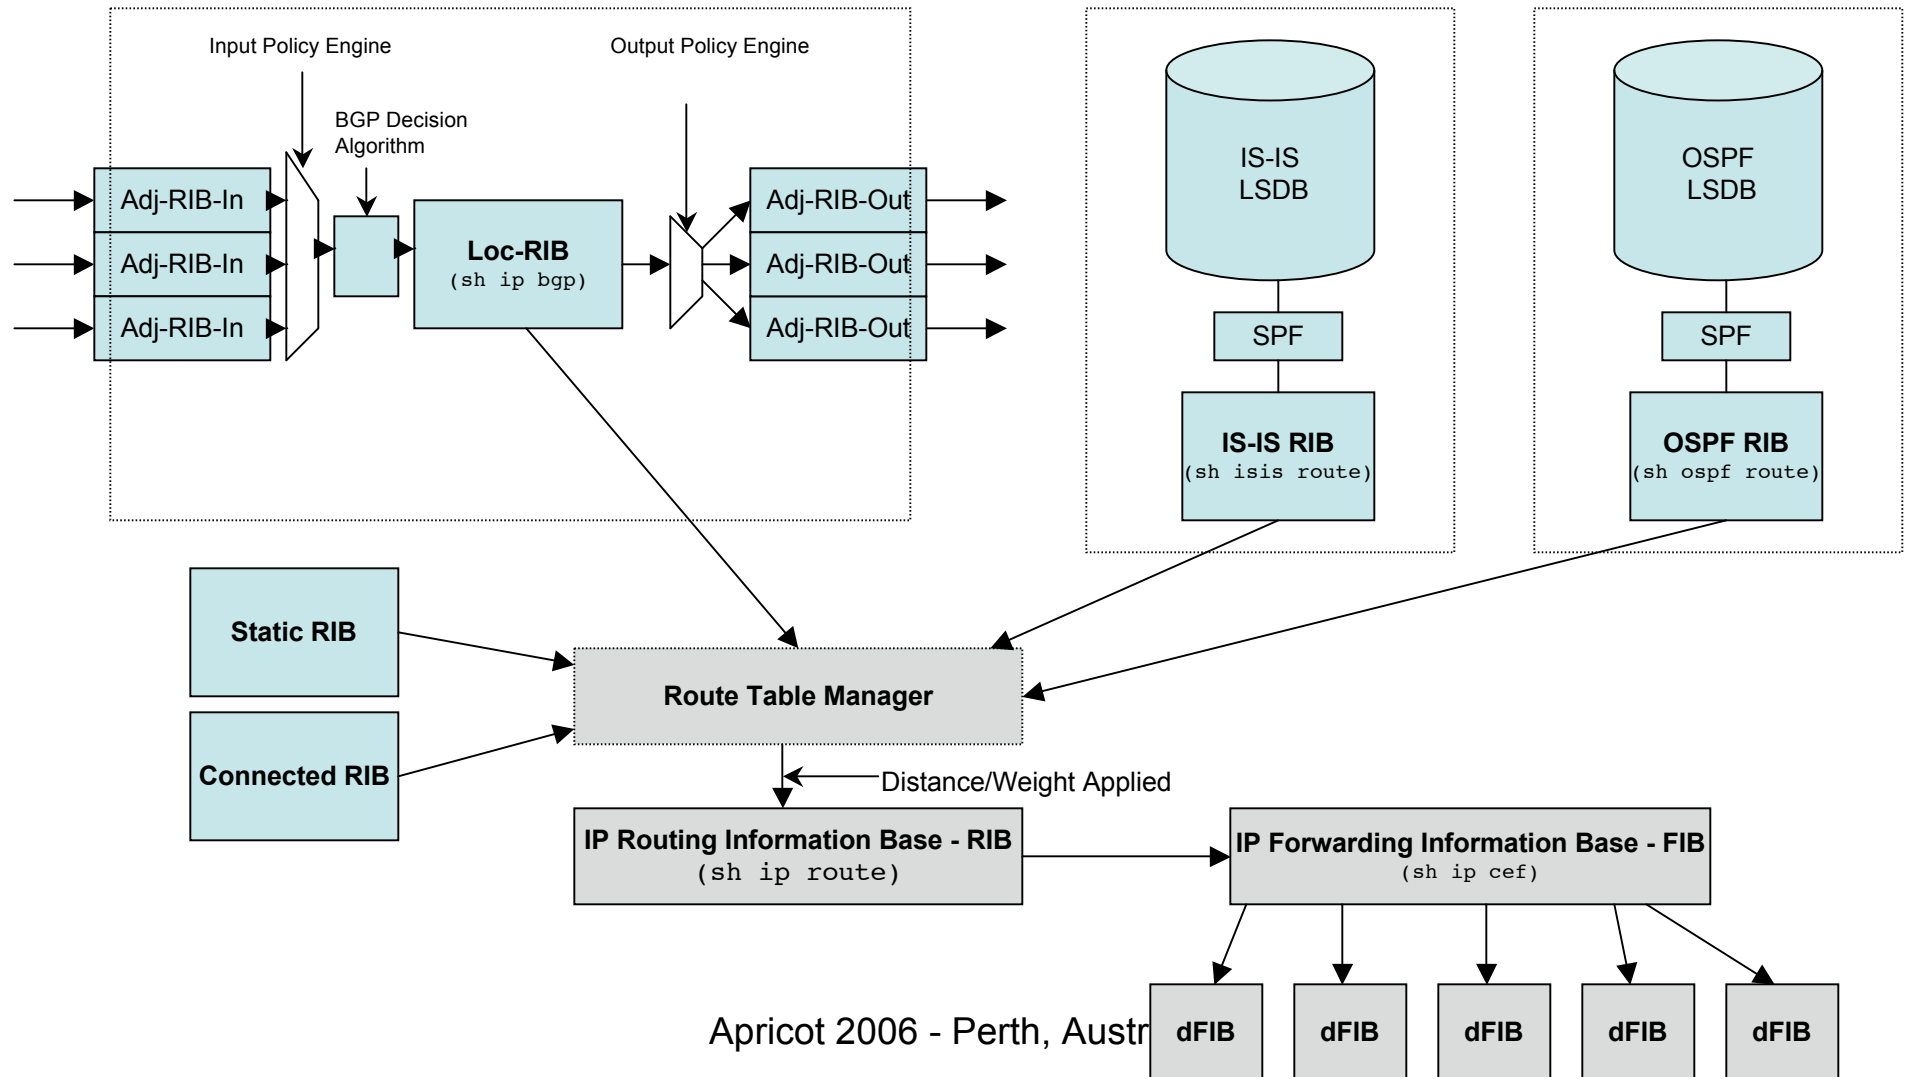 Input Policy Engine
Output Policy Engine
BGP Decision
Algorithm
Adj-RIB-In
Adj-RIB-In
Adj-RIB-In
Loc-RIB
(sh ip bgp)
Adj-RIB-Out
Adj-RIB-Out
Adj-RIB-Out
IS-IS
LSDB
SPF
IS-IS RIB
(sh isis route)
OSPF
LSDB
SPF
OSPF RIB
(sh ospf route)
Static RIB
Connected RIB
Route Table Manager
Distance/Weight Applied
IP Routing Information Base - RIB
(sh ip route)
IP Forwarding Information Base - FIB
(sh ip cef)
Apricot 2006 - Perth, Austr
dFIB
dFIB
dFIB
dFIB
dFIB